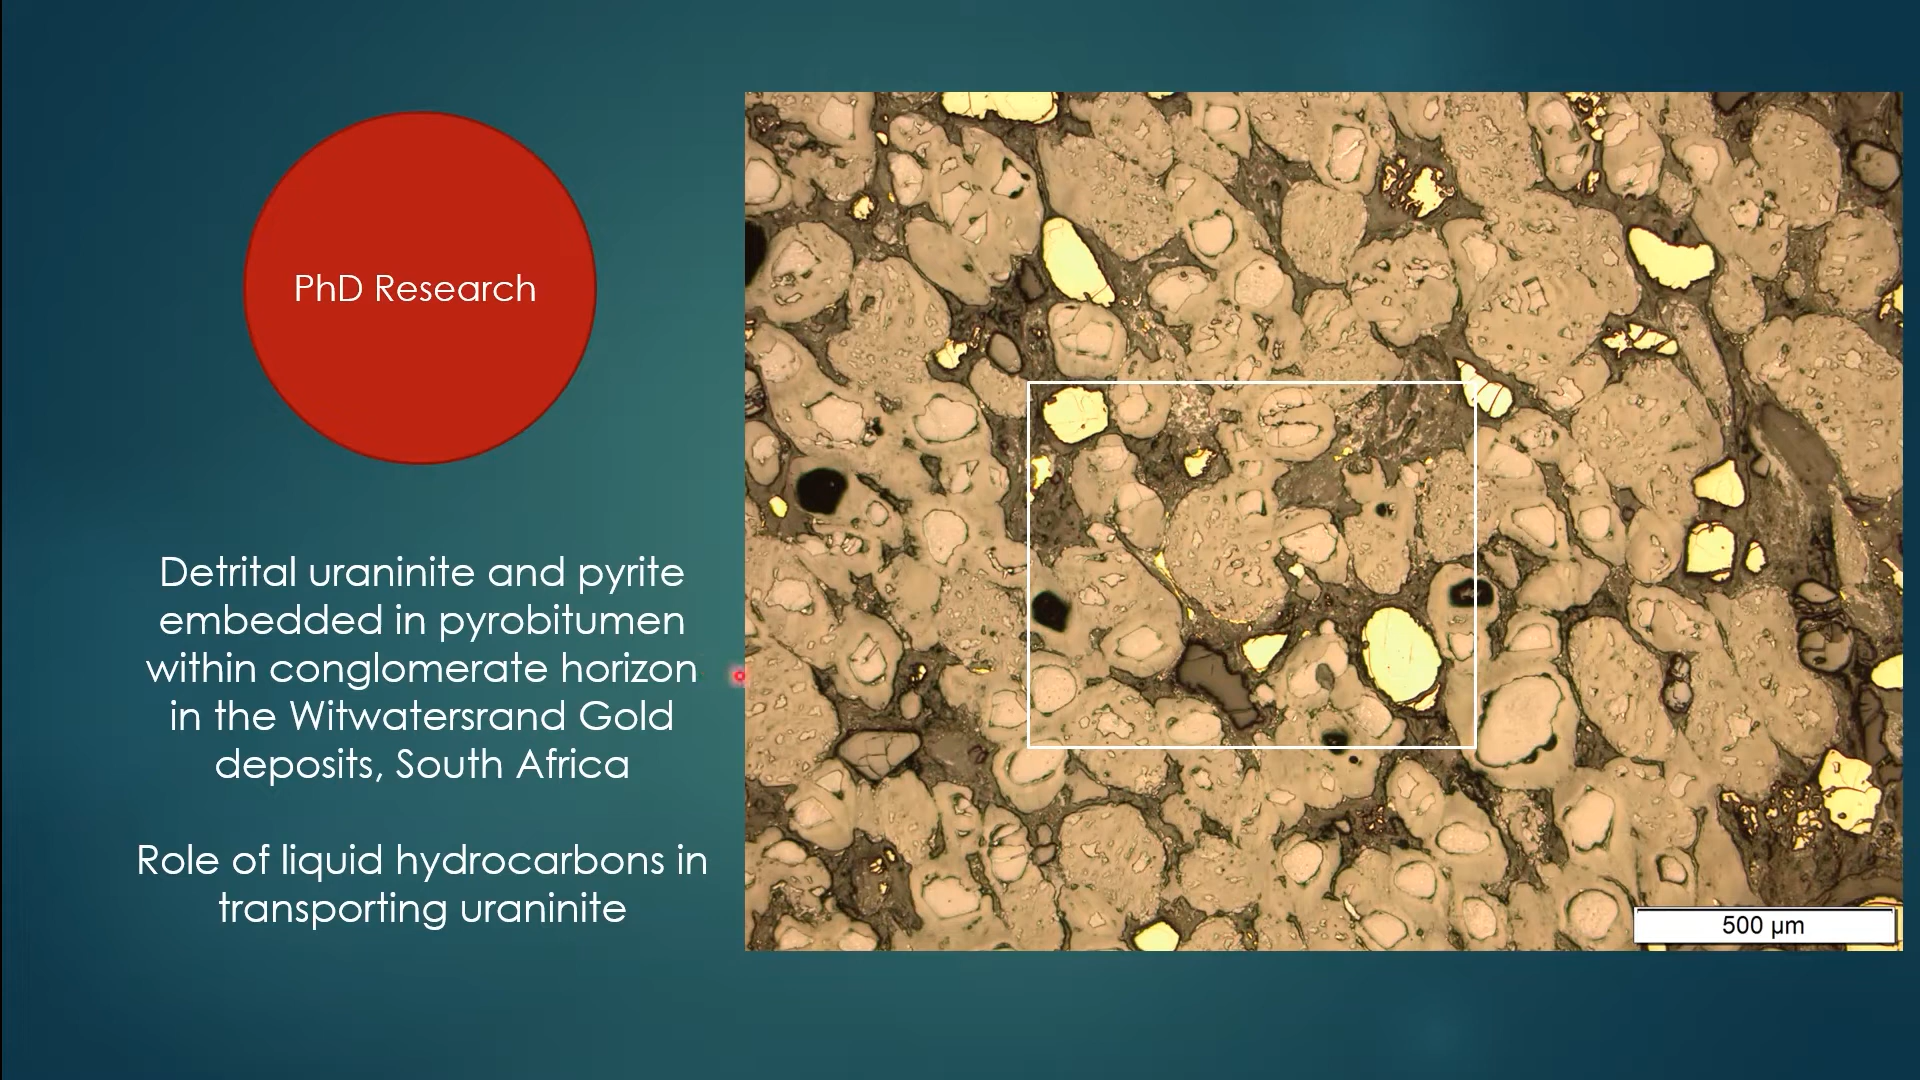 PhD Research
Detrital uraninite and pyrite
embedded in pyrobitumen
within conglomerate horizon
in the Witwatersrand Gold
deposits, South Africa
Role of liquid hydrocarbons in
transporting uraninite
500 µm